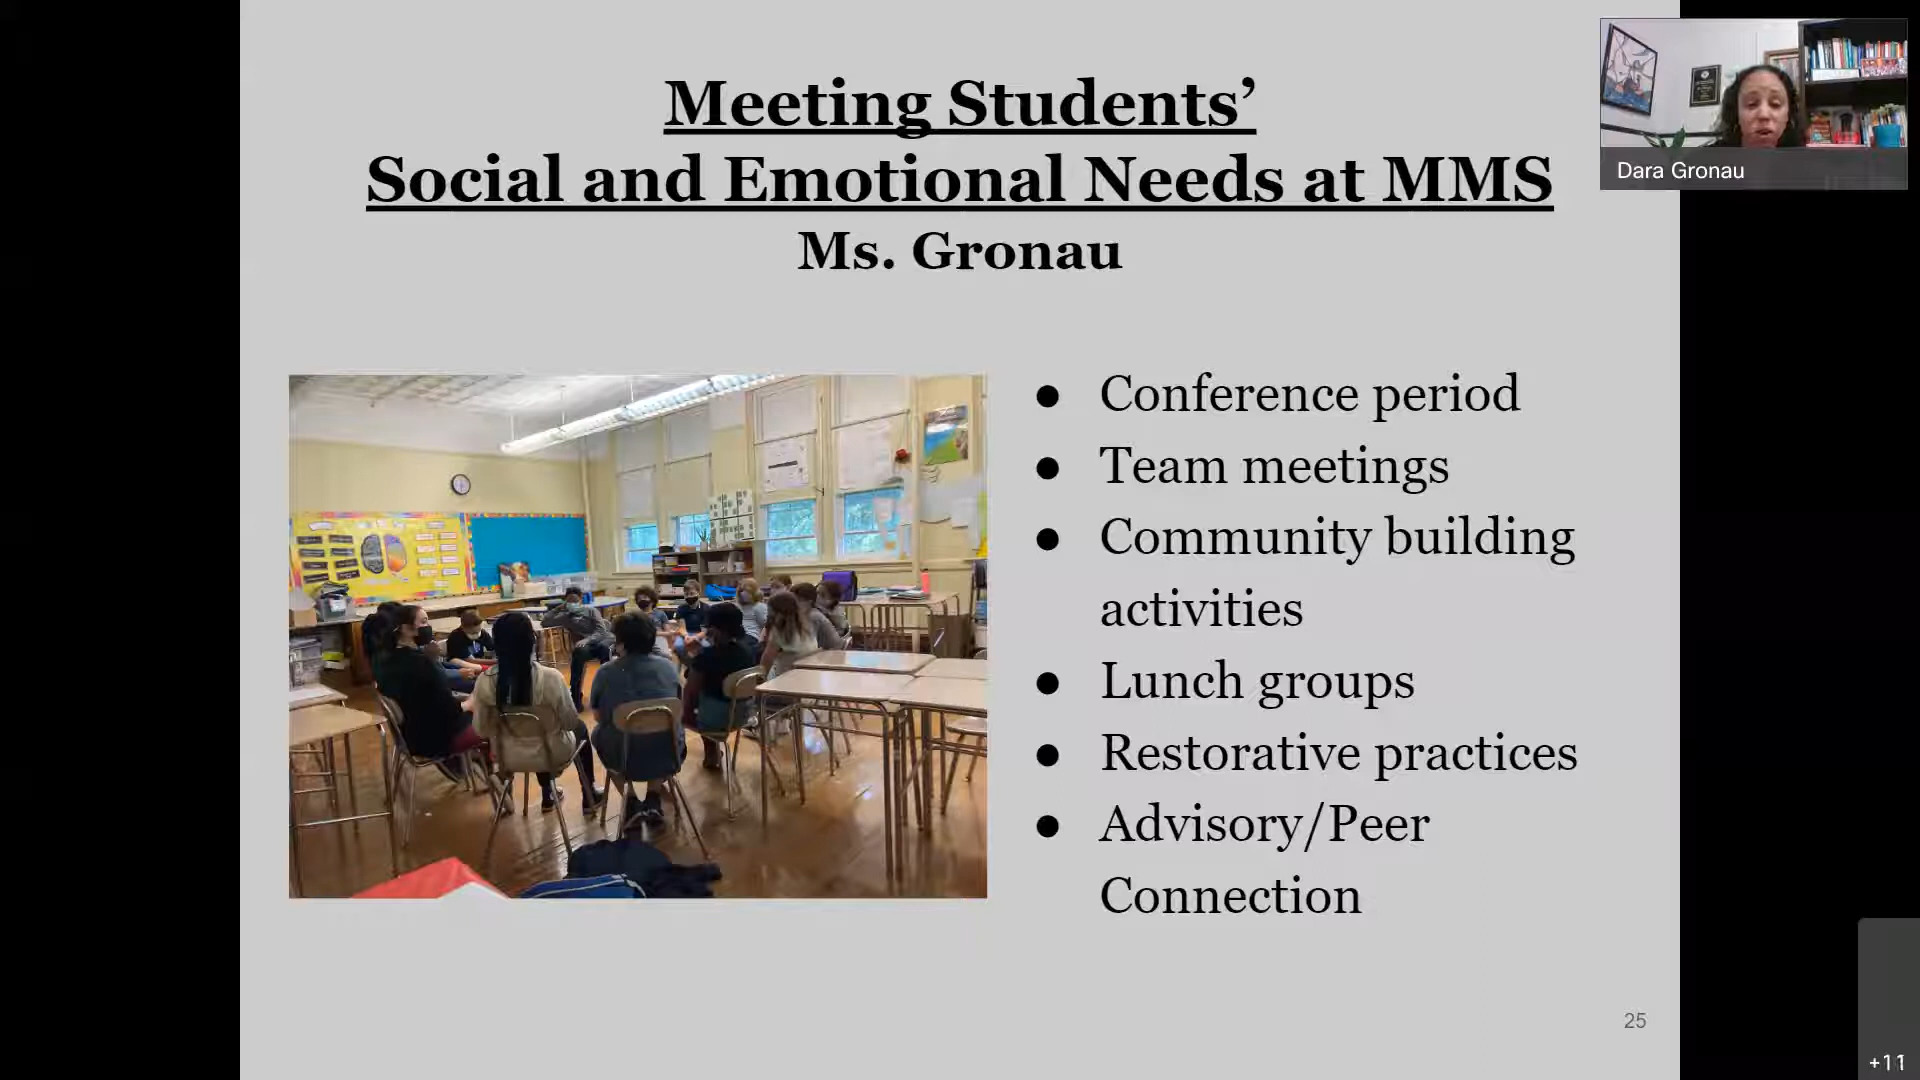 Meeting Students’
Social and Emotional Needs at MMS
Ms. Gronau
Dara Gronau
● Conference period
● Team meetings
● Community building
activities
● Lunch groups
● Restorative practices
● Advisory/Peer
Connection
25
+11